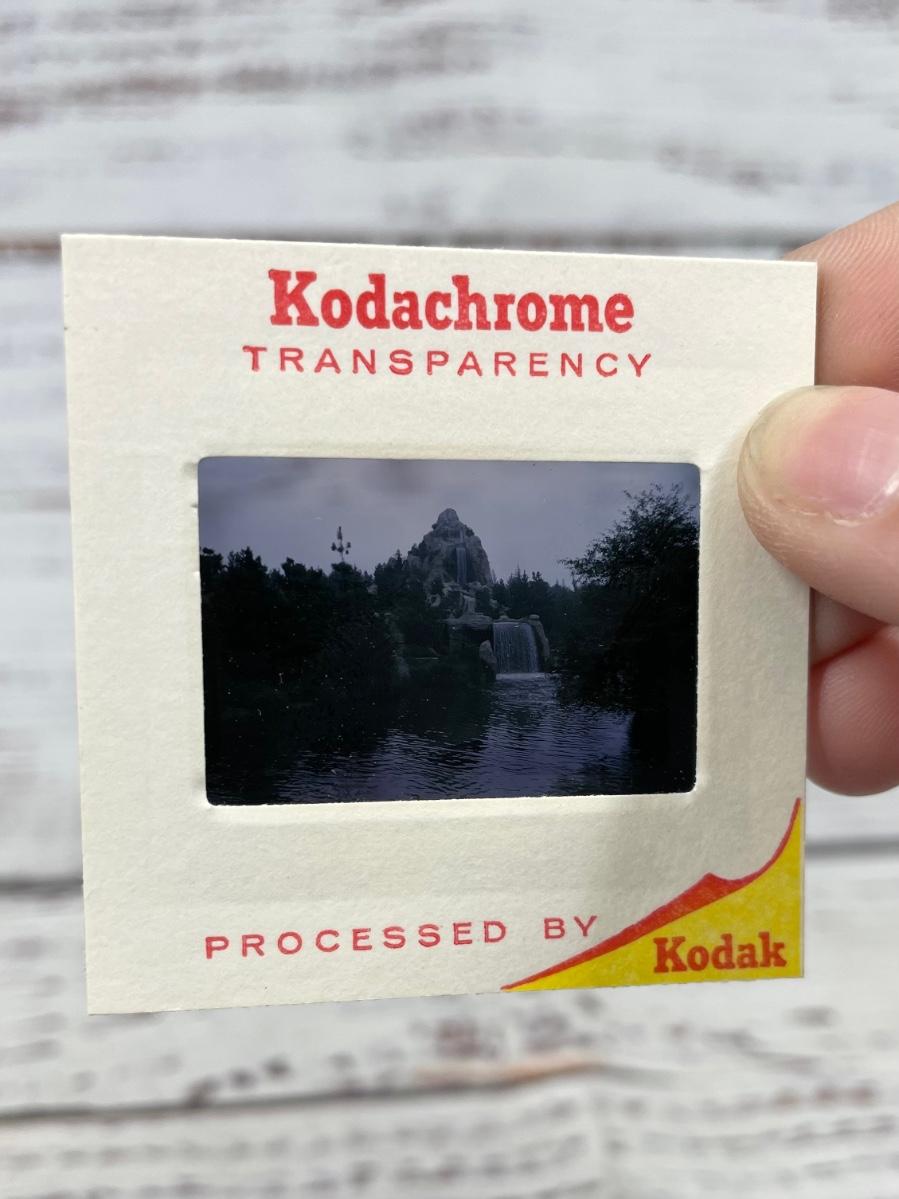 Kodachrome
TRANSPARENCY
PROCESSED BY
Kodak